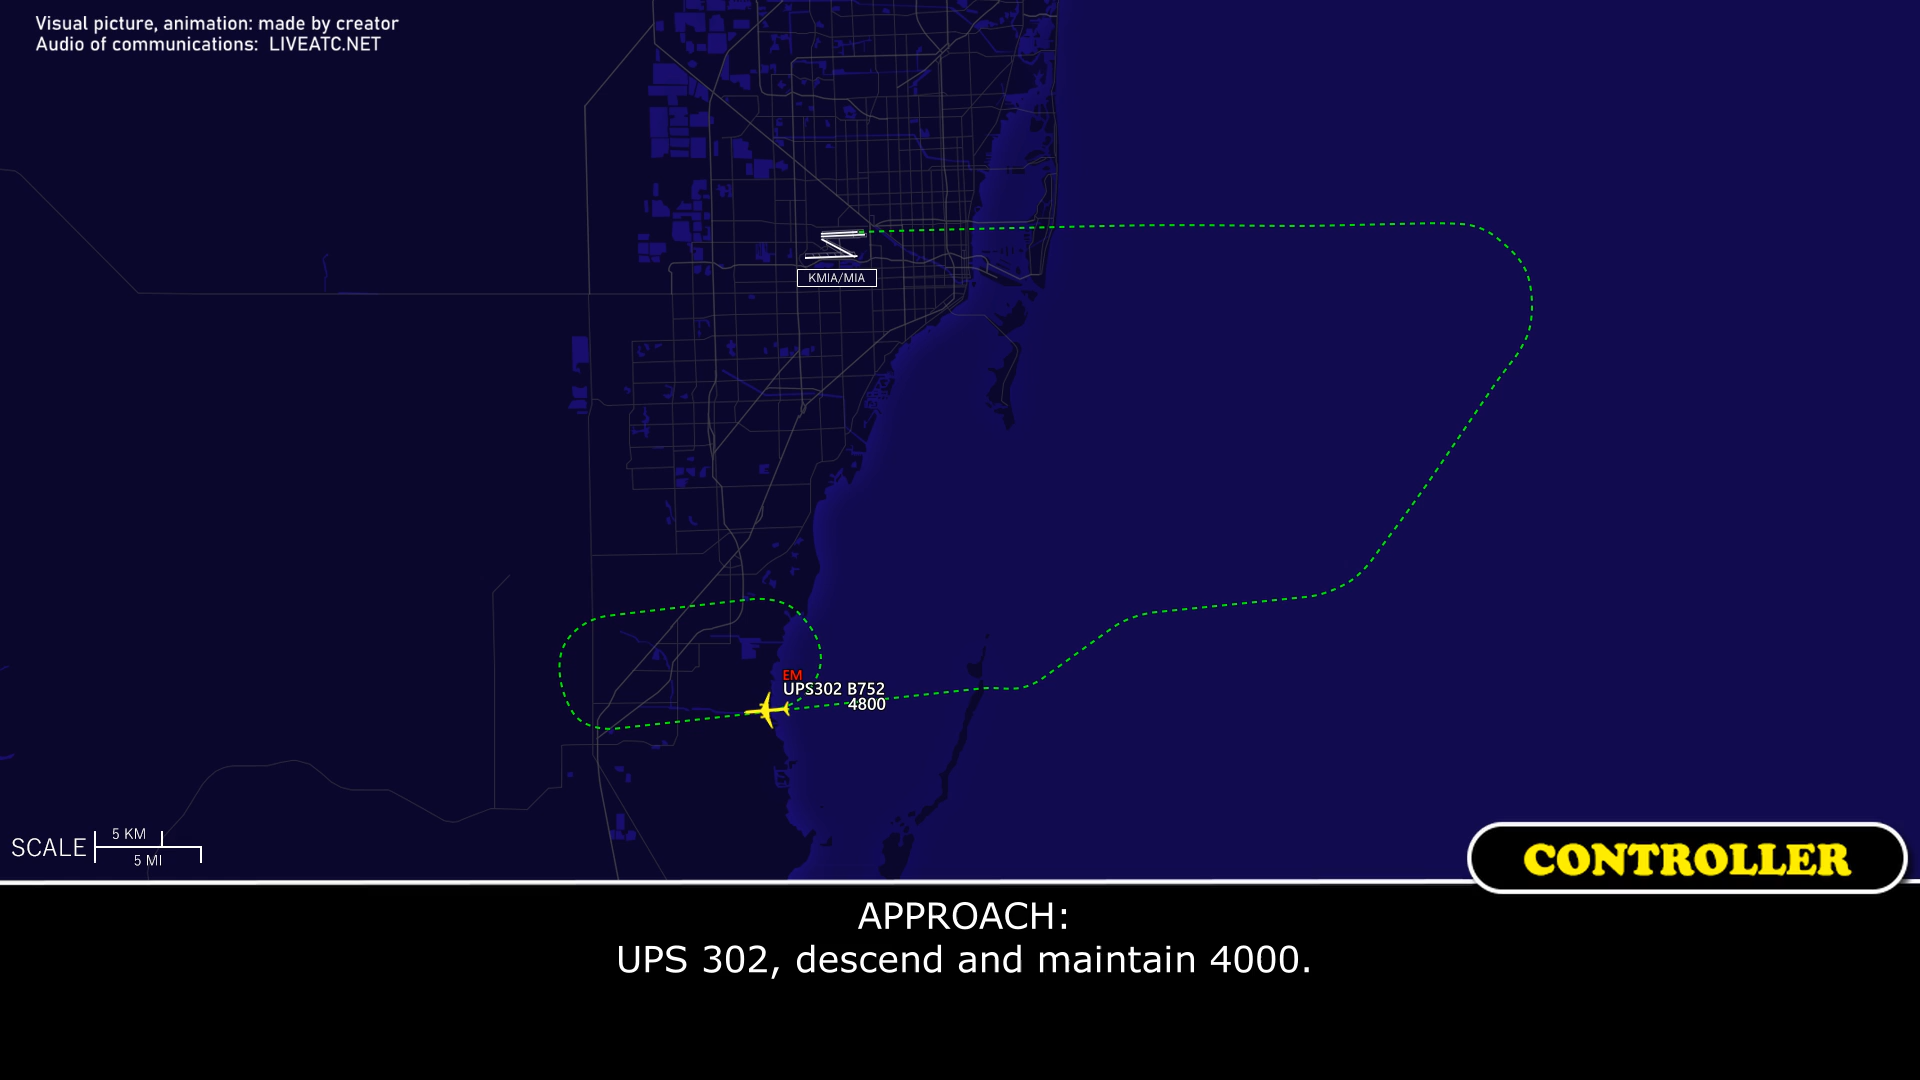 Visual picture, animation: made by creator
Audio of communications: LIVEATC.NET
KMIA/MIA
EM
UPS302 B752
4800
SCALE
5 KM
5 MI
CONTROLLER
APPROACH:
UPS 302, descend and maintain 4000.